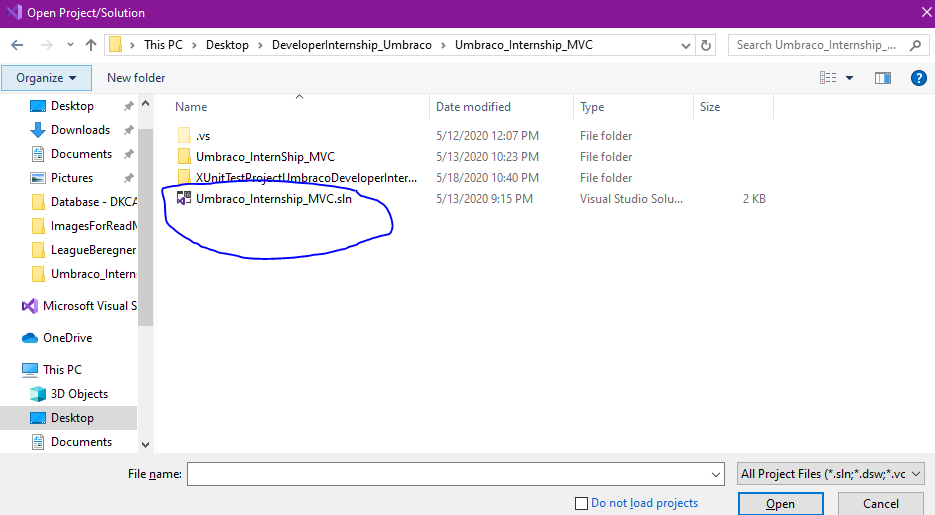 Open Project/Solution
This PC > Desktop > DeveloperInternship_Umbraco > Umbraco_Internship_MVC
Search Umbraco_Internship_...
Organize
New folder
Desktop
Downloads
Documents
Pictures
Database - DKCA
ImagesForReadM
LeagueBeregner
Umbraco_Intern
Microsoft Visual S
OneDrive
This PC
3D Objects
Desktop
Documents
Name Date modified Type Size
.vs 5/12/2020 12:07 PM File folder
Umbraco_InternShip_MVC 5/13/2020 10:23 PM File folder
XUnitTestProjectUmbracoDeveloperInter... 5/18/2020 10:40 PM File folder
Umbraco_Internship_MVC.sln 5/13/2020 9:15 PM Visual Studio Solu... 2 KB
File name:
All Project Files (*.sln;*.dsw;*.vc
Do not load projects
Open
Cancel